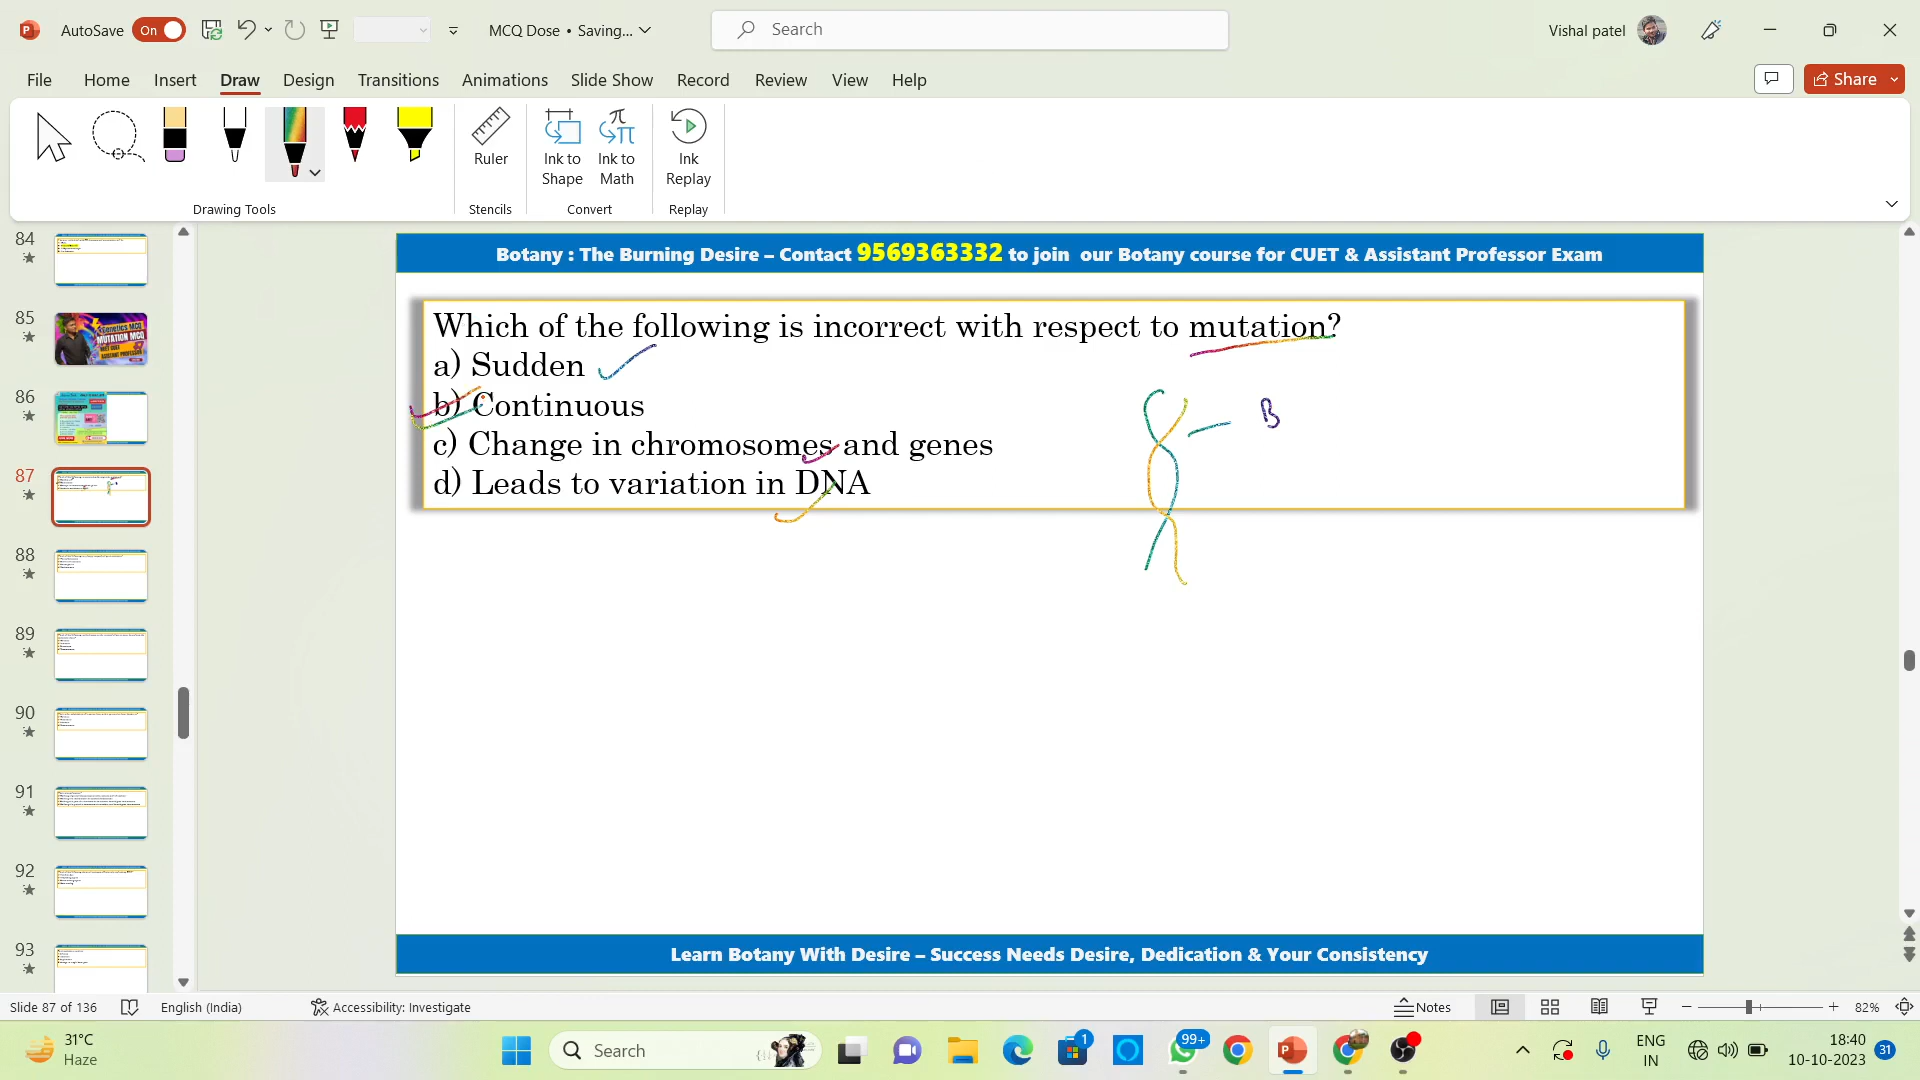 AutoSave On MCQ Dose • Saving... Search Vishal patel
File Home Insert Draw Design Transitions Animations Slide Show Record Review View Help Share
Ruler
Ink to Shape
Ink to Math
Ink Replay
Drawing Tools Stencils Convert Replay
84
85
Genetics MCQ
MUTATION MCQ
86
87
88
89
90
91
92
93
Botany : The Burning Desire – Contact 9569363332 to join our Botany course for CUET & Assistant Professor Exam
Which of the following is incorrect with respect to mutation?
a) Sudden
b) Continuous
c) Change in chromosomes and genes
d) Leads to variation in DNA
B
Learn Botany With Desire – Success Needs Desire, Dedication & Your Consistency
Slide 87 of 136 English (India) Accessibility: Investigate Notes 82%
31°C
Haze
Search
1
99+
ENG
IN
18:40
10-10-2023
31